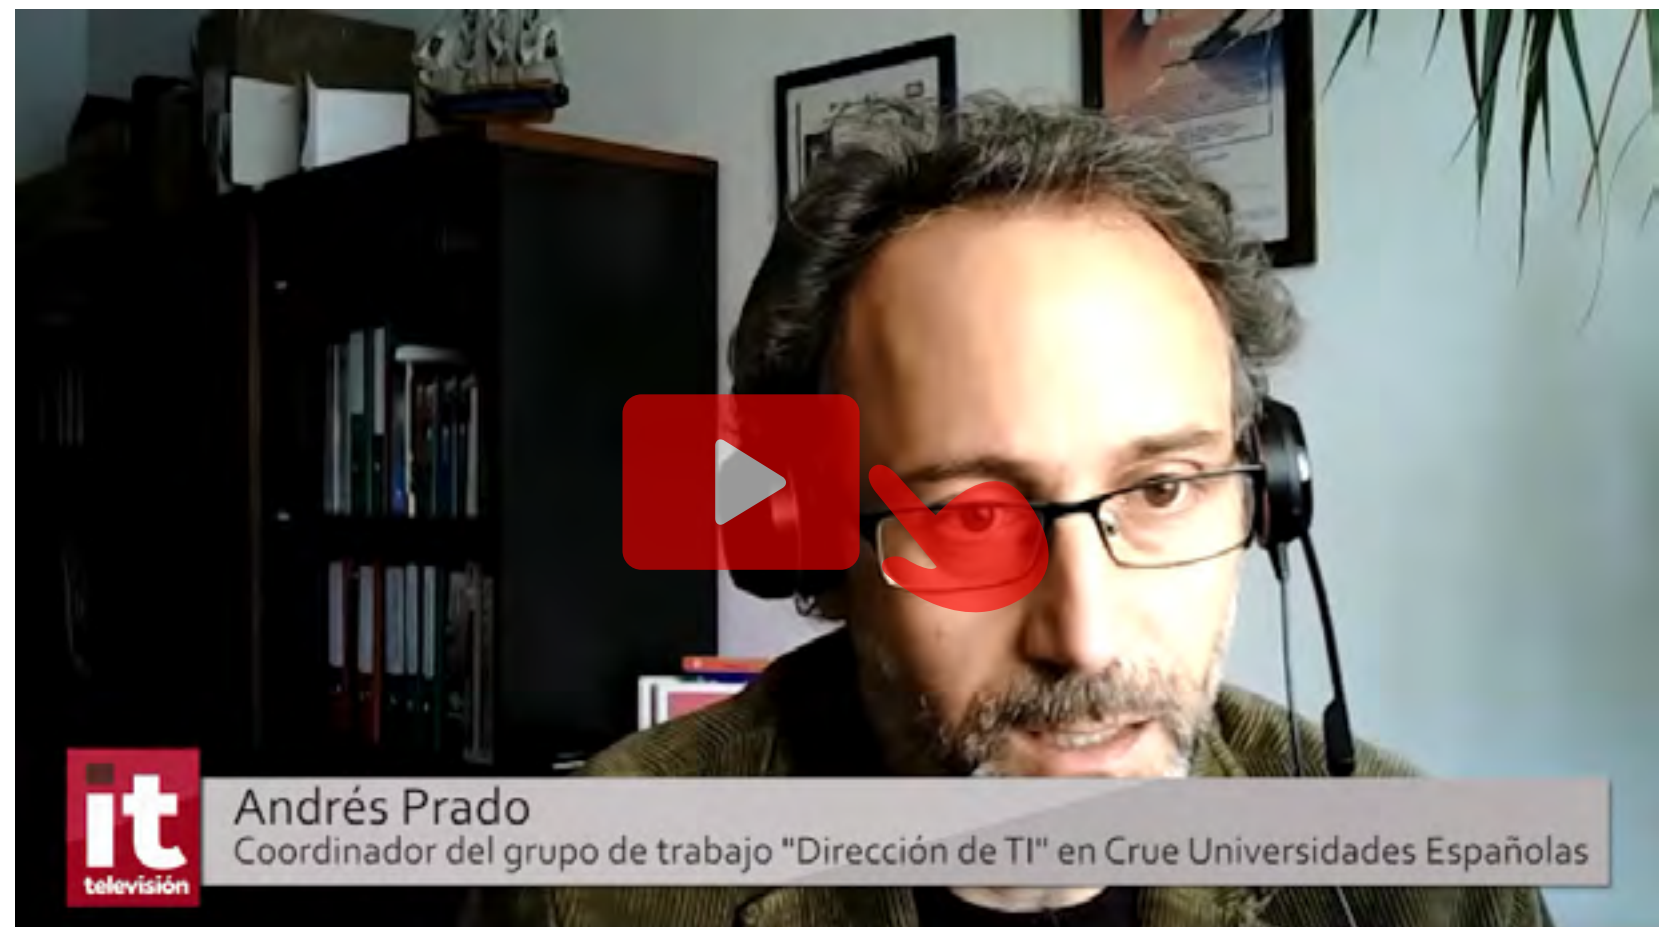 Andrés Prado
Coordinador del grupo de trabajo "Dirección de TI" en Crue Universidades Españolas
it
televisión